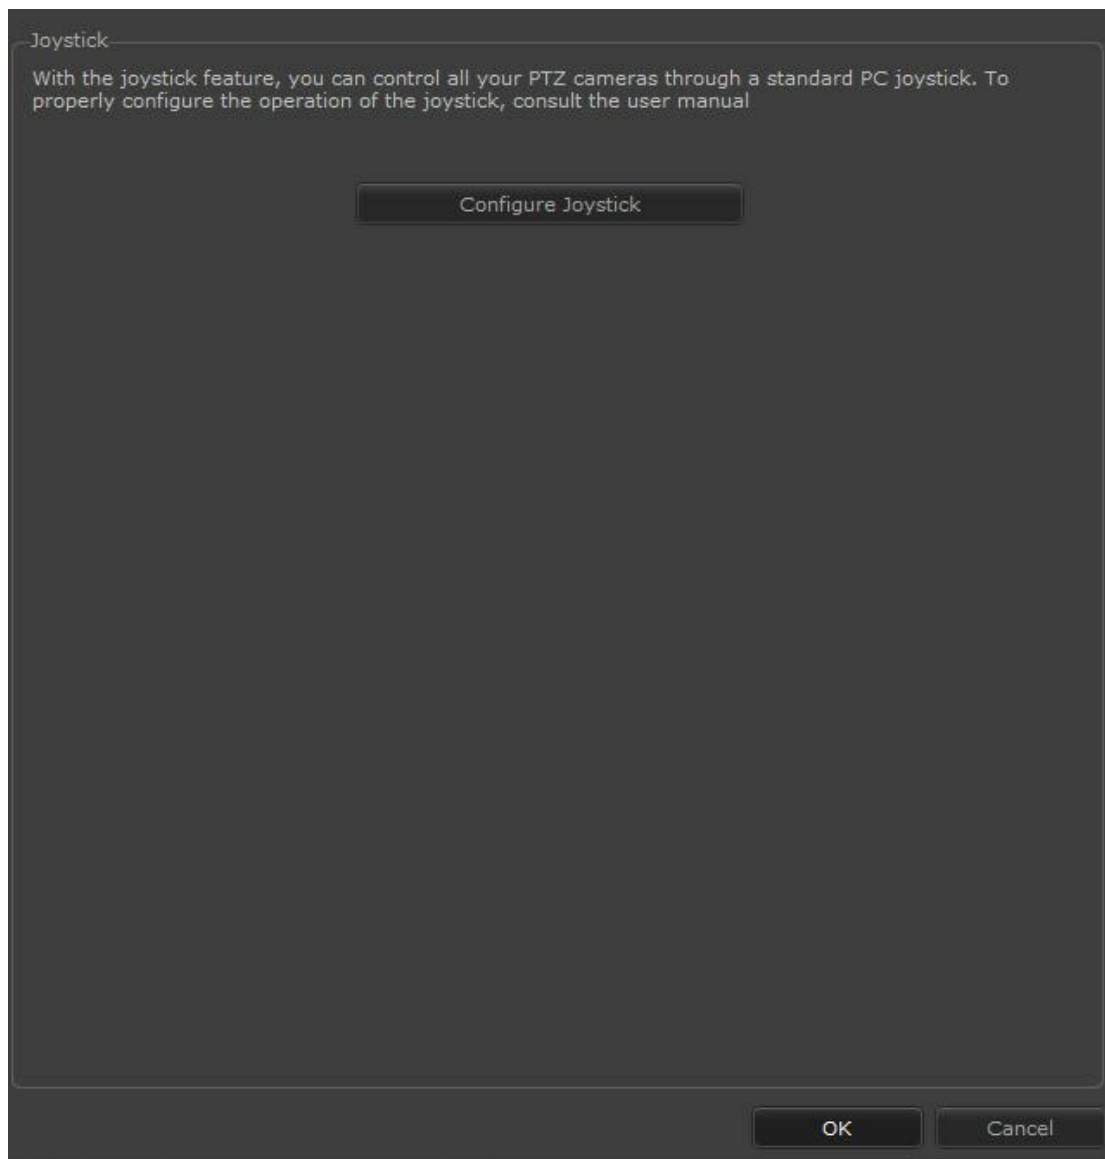 Joystick
With the joystick feature, you can control all your PTZ cameras through a standard PC joystick. To
properly configure the operation of the joystick, consult the user manual
Configure Joystick
OK
Cancel